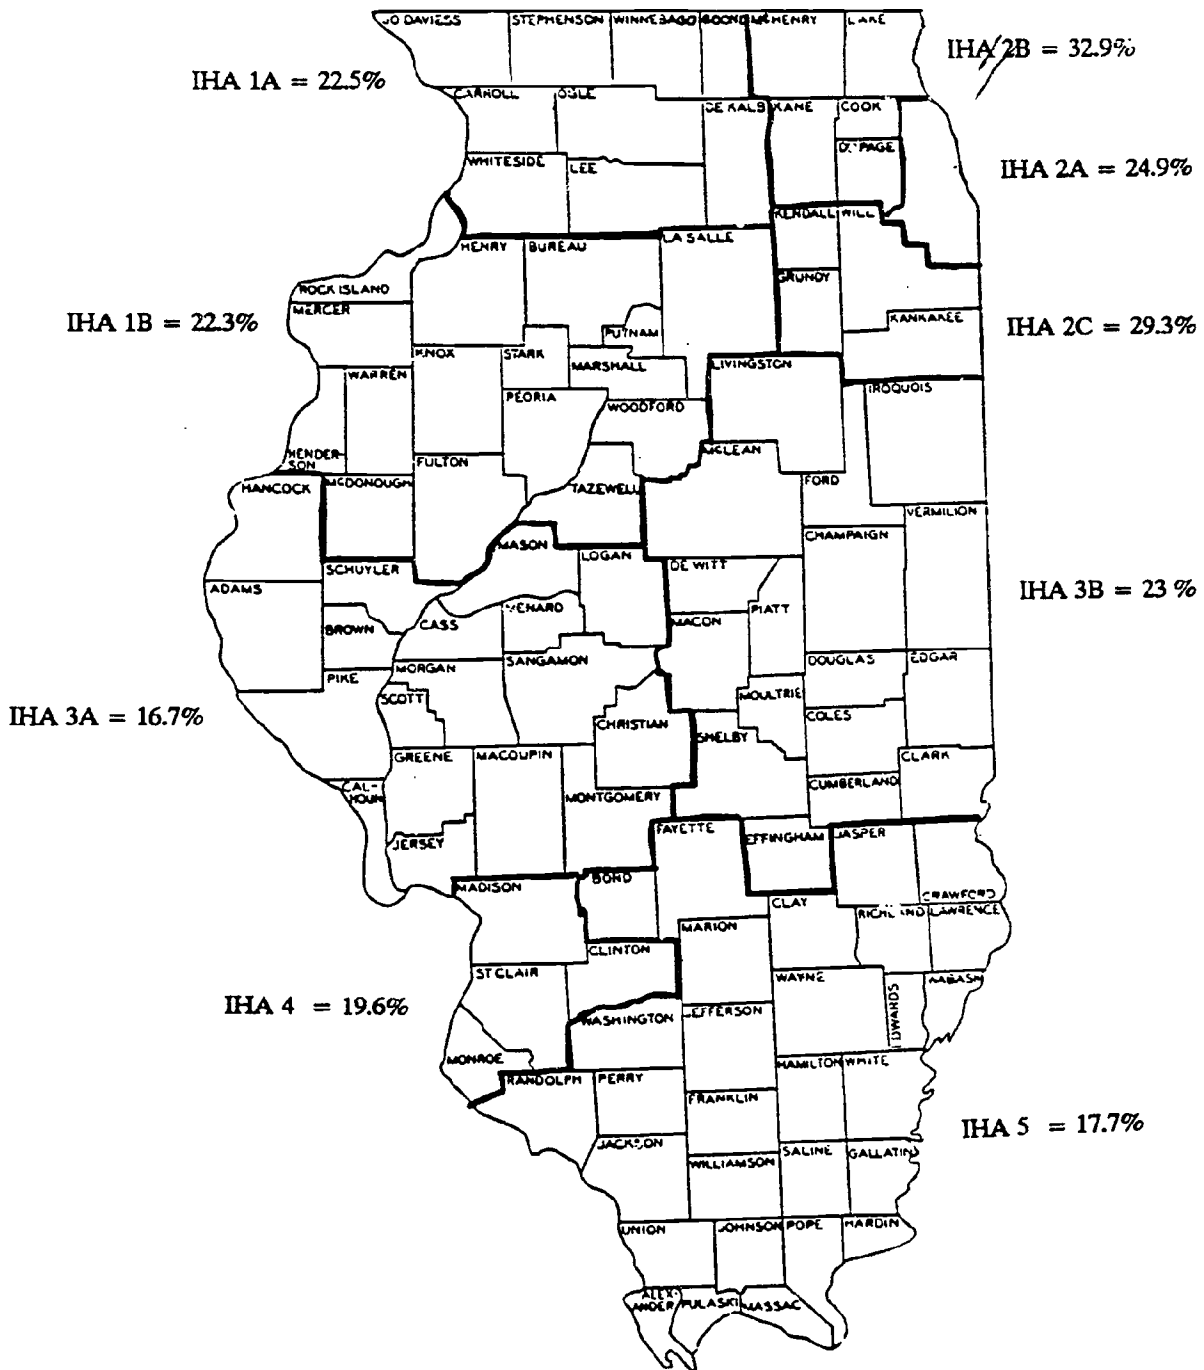 JO DAVIESS STEPHENSON WINNEBAGO BOONE MCHENRY LAKE
IHA 2B = 32.9%
IHA 1A = 22.5%
CARROLL OGLE DE KALB KANE COOK
DU PAGE
WHITESIDE LEE
IHA 2A = 24.9%
KENDALL WILL
HENRY BUREAU LA SALLE
GRUNDY
ROCK ISLAND
MERCER
IHA 1B = 22.3%
PUTNAM
KANKAKEE
IHA 2C = 29.3%
KNOX STARK
MARSHALL
LIVINGSTON
WARREN
IROQUOIS
PEORIA
WOODFORD
HENDER-
SON
FULTON
MCLEAN
HANCOCK MCDONOUGH
TAZEWELL
FORD
VERMILION
CHAMPAIGN
MASON
LOGAN
SCHUYLER
DE WITT
ADAMS
IHA 3B = 23 %
MENARD
PIATT
BROWN
CASS
MACON
PIKE
MORGAN
SANGAMON
DOUGLAS
EDGAR
SCOTT
MOULTRIE
IHA 3A = 16.7%
CHRISTIAN
COLES
SHELBY
GREENE MACOUPIN
CLARK
CAL-
HOUN
MONTGOMERY
CUMBERLAND
FAYETTE
EFFINGHAM JASPER
JERSEY
MADISON
BOND
CRAWFORD
CLAY
RICHLAND LAWRENCE
MARION
CLINTON
ST CLAIR
WAYNE
WABASH
EDWARDS
IHA 4 = 19.6%
WASHINGTON
JEFFERSON
MONROE
HAMILTON WHITE
RANDOLPH PERRY
FRANKLIN
IHA 5 = 17.7%
JACKSON
WILLIAMSON
SALINE
GALLATIN
UNION
JOHNSON POPE HARDIN
ALEX-
ANDER
PULASKI MASSAC